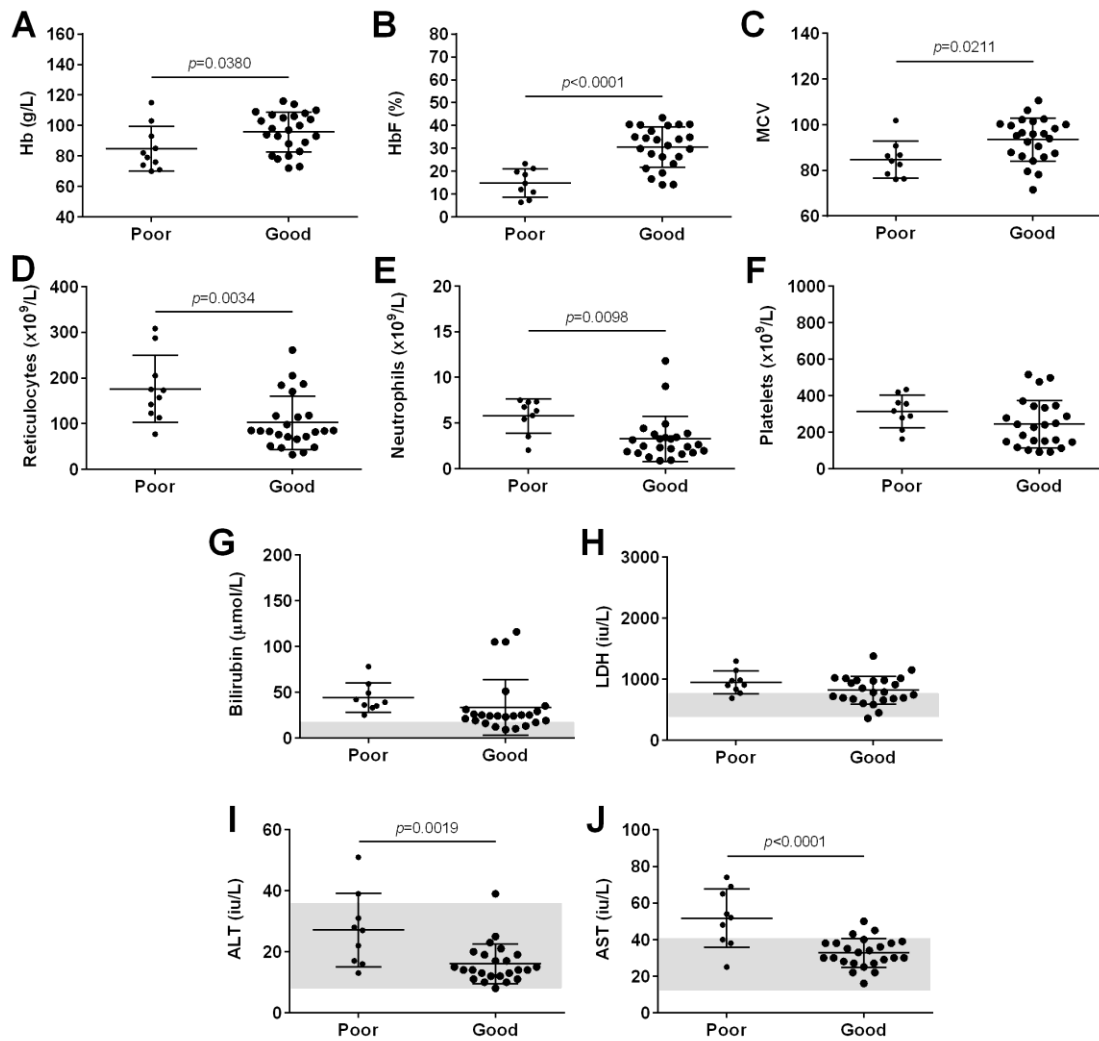 A
Hb (g/L)
160
140
120
100
80
60
40
p=0.0380
Poor Good
B
HbF (%)
80
70
60
50
40
30
20
10
0
p<0.0001
Poor Good
C
MCV
140
120
100
80
60
p=0.0211
Poor Good
D
Reticulocytes (x10⁹/L)
400
300
200
100
0
p=0.0034
Poor Good
E
Neutrophils (x10⁹/L)
20
15
10
5
0
p=0.0098
Poor Good
F
Platelets (x10⁹/L)
1000
800
600
400
200
0
Poor Good
G
Bilirubin (µmol/L)
200
150
100
50
0
Poor Good
H
LDH (iu/L)
3000
2000
1000
0
Poor Good
I
ALT (iu/L)
60
40
20
0
p=0.0019
Poor Good
J
AST (iu/L)
100
80
60
40
20
0
p<0.0001
Poor Good